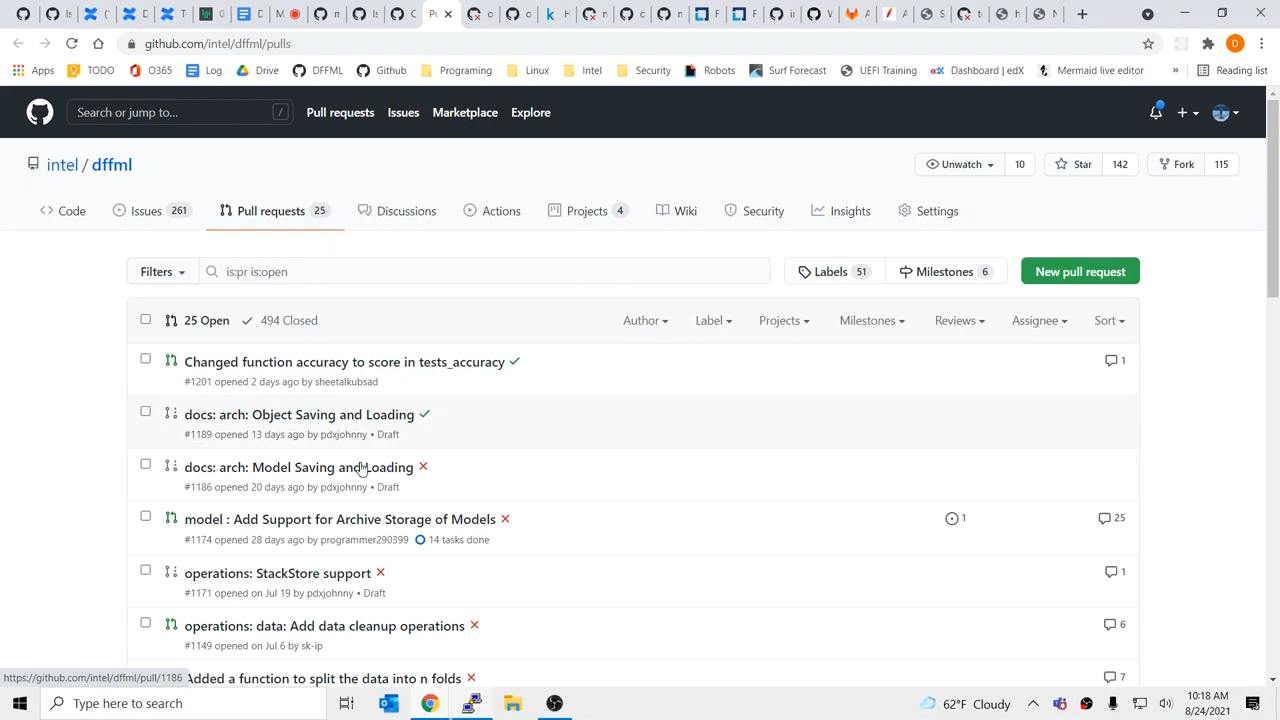 github.com/intel/dffml/pulls
Apps TODO O365 Log Drive DFFML Github Programing Linux Intel Security Robots Surf Forecast UEFI Training Dashboard | edX Mermaid live editor » Reading list
Search or jump to... / Pull requests Issues Marketplace Explore
intel / dffml Unwatch 10 Star 142 Fork 115
Code Issues 261 Pull requests 25 Discussions Actions Projects 4 Wiki Security Insights Settings
Filters is:pr is:open Labels 51 Milestones 6 New pull request
25 Open 494 Closed Author Label Projects Milestones Reviews Assignee Sort
Changed function accuracy to score in tests_accuracy 1
#1201 opened 2 days ago by sheetalkubsad
docs: arch: Object Saving and Loading
#1189 opened 13 days ago by pdxjohnny • Draft
docs: arch: Model Saving and Loading
#1186 opened 20 days ago by pdxjohnny • Draft
model : Add Support for Archive Storage of Models 1 25
#1174 opened 28 days ago by programmer290399 14 tasks done
operations: StackStore support 1
#1171 opened on Jul 19 by pdxjohnny • Draft
operations: data: Add data cleanup operations 6
#1149 opened on Jul 6 by sk-ip
https://github.com/intel/dffml/pull/1186
Added a function to split the data into n folds 7
Type here to search 62°F Cloudy 10:18 AM
8/24/2021